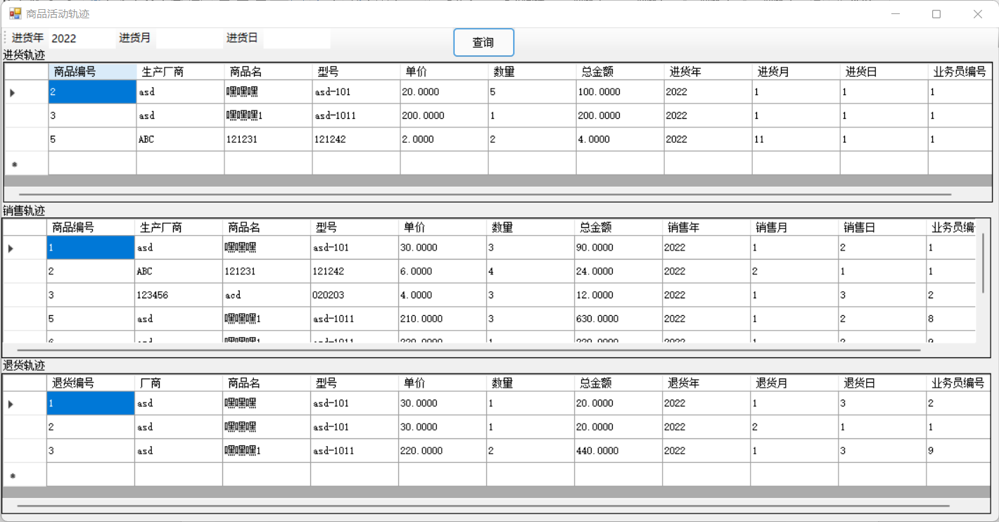 商品活动轨迹
进货年 2022 进货月 进货日 查询
进货轨迹
商品编号 生产厂商 商品名 型号 单价 数量 总金额 进货年 进货月 进货日 业务员编号
2 asd 嘿嘿嘿 asd-101 20.0000 5 100.0000 2022 1 1 1
3 asd 嘿嘿嘿1 asd-1011 200.0000 1 200.0000 2022 1 1 1
5 ABC 121231 121242 2.0000 2 4.0000 2022 11 1 1
销售轨迹
商品编号 生产厂商 商品名 型号 单价 数量 总金额 销售年 销售月 销售日 业务员编
1 asd 嘿嘿嘿 asd-101 30.0000 3 90.0000 2022 1 2 1
2 ABC 121231 121242 6.0000 4 24.0000 2022 2 1 1
3 123456 acd 020203 4.0000 3 12.0000 2022 1 3 2
5 asd 嘿嘿嘿1 asd-1011 210.0000 3 630.0000 2022 1 2 8
退货轨迹
退货编号 厂商 商品名 型号 单价 数量 总金额 退货年 退货月 退货日 业务员编号
1 asd 嘿嘿嘿 asd-101 30.0000 1 20.0000 2022 1 3 2
2 asd 嘿嘿嘿 asd-101 30.0000 1 20.0000 2022 2 1 1
3 asd 嘿嘿嘿1 asd-1011 220.0000 2 440.0000 2022 1 3 9